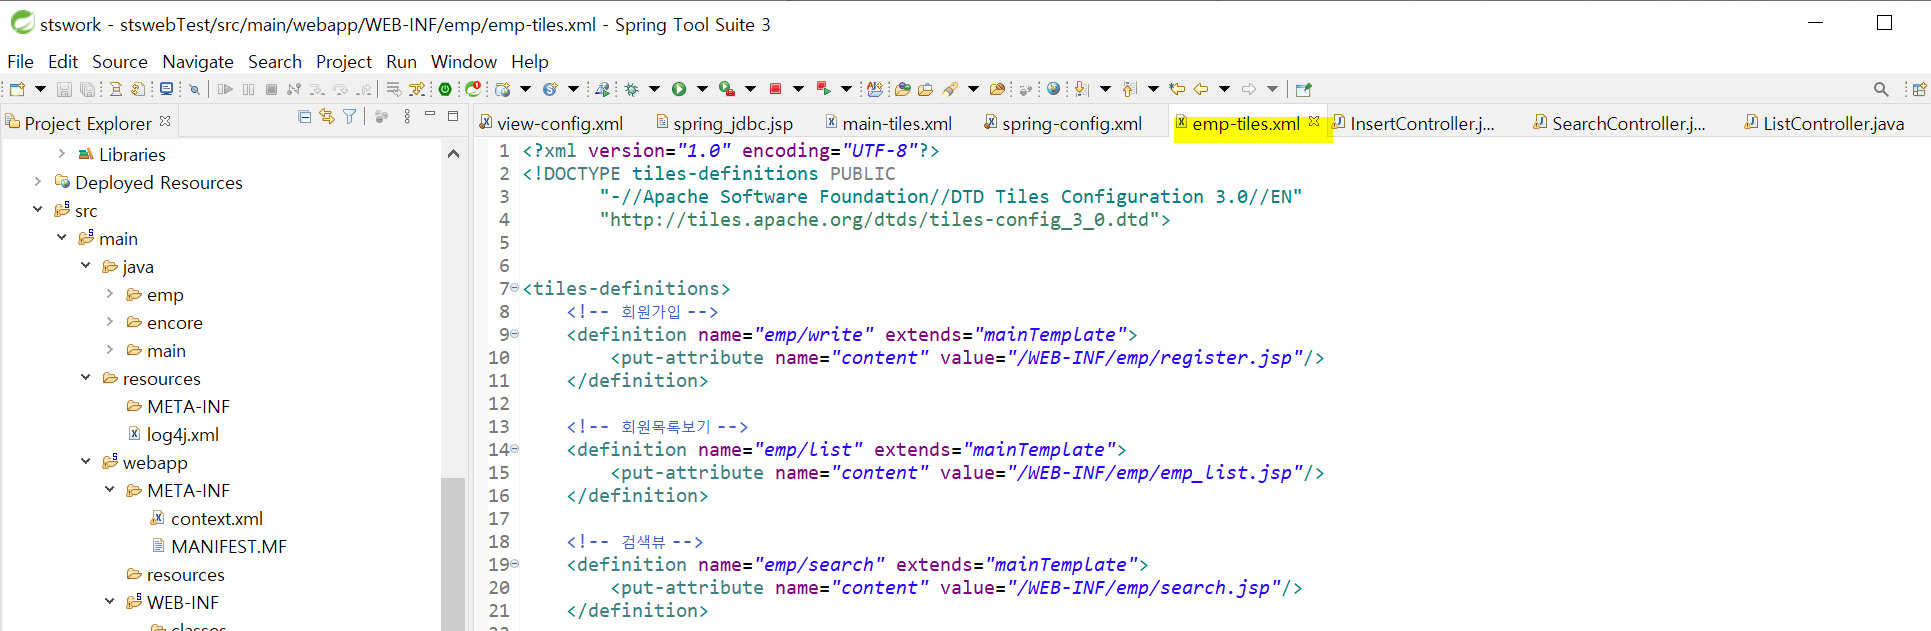 stswork - stswebTest/src/main/webapp/WEB-INF/emp/emp-tiles.xml - Spring Tool Suite 3
File Edit Source Navigate Search Project Run Window Help
Project Explorer
view-config.xml spring_jdbc.jsp main-tiles.xml spring-config.xml emp-tiles.xml InsertController.j... SearchController.j... ListController.java
Libraries
Deployed Resources
src
main
java
emp
encore
main
resources
META-INF
log4j.xml
webapp
META-INF
context.xml
MANIFEST.MF
resources
WEB-INF
classes
1 <?xml version="1.0" encoding="UTF-8"?>
2 <!DOCTYPE tiles-definitions PUBLIC
3 "-//Apache Software Foundation//DTD Tiles Configuration 3.0//EN"
4 "http://tiles.apache.org/dtds/tiles-config_3_0.dtd">
5
6
7 <tiles-definitions>
8 <!-- 회원가입 -->
9 <definition name="emp/write" extends="mainTemplate">
10 <put-attribute name="content" value="/WEB-INF/emp/register.jsp"/>
11 </definition>
12
13 <!-- 회원목록보기 -->
14 <definition name="emp/list" extends="mainTemplate">
15 <put-attribute name="content" value="/WEB-INF/emp/emp_list.jsp"/>
16 </definition>
17
18 <!-- 검색뷰 -->
19 <definition name="emp/search" extends="mainTemplate">
20 <put-attribute name="content" value="/WEB-INF/emp/search.jsp"/>
21 </definition>